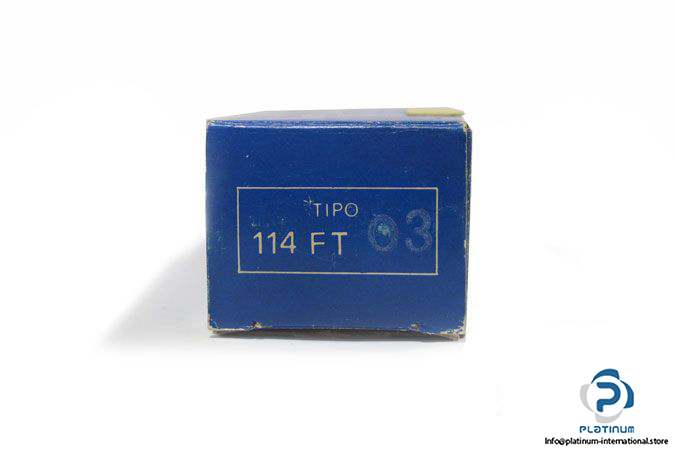 TIPO
114 FT 03
PLATINUM
Info@platinum-international.store